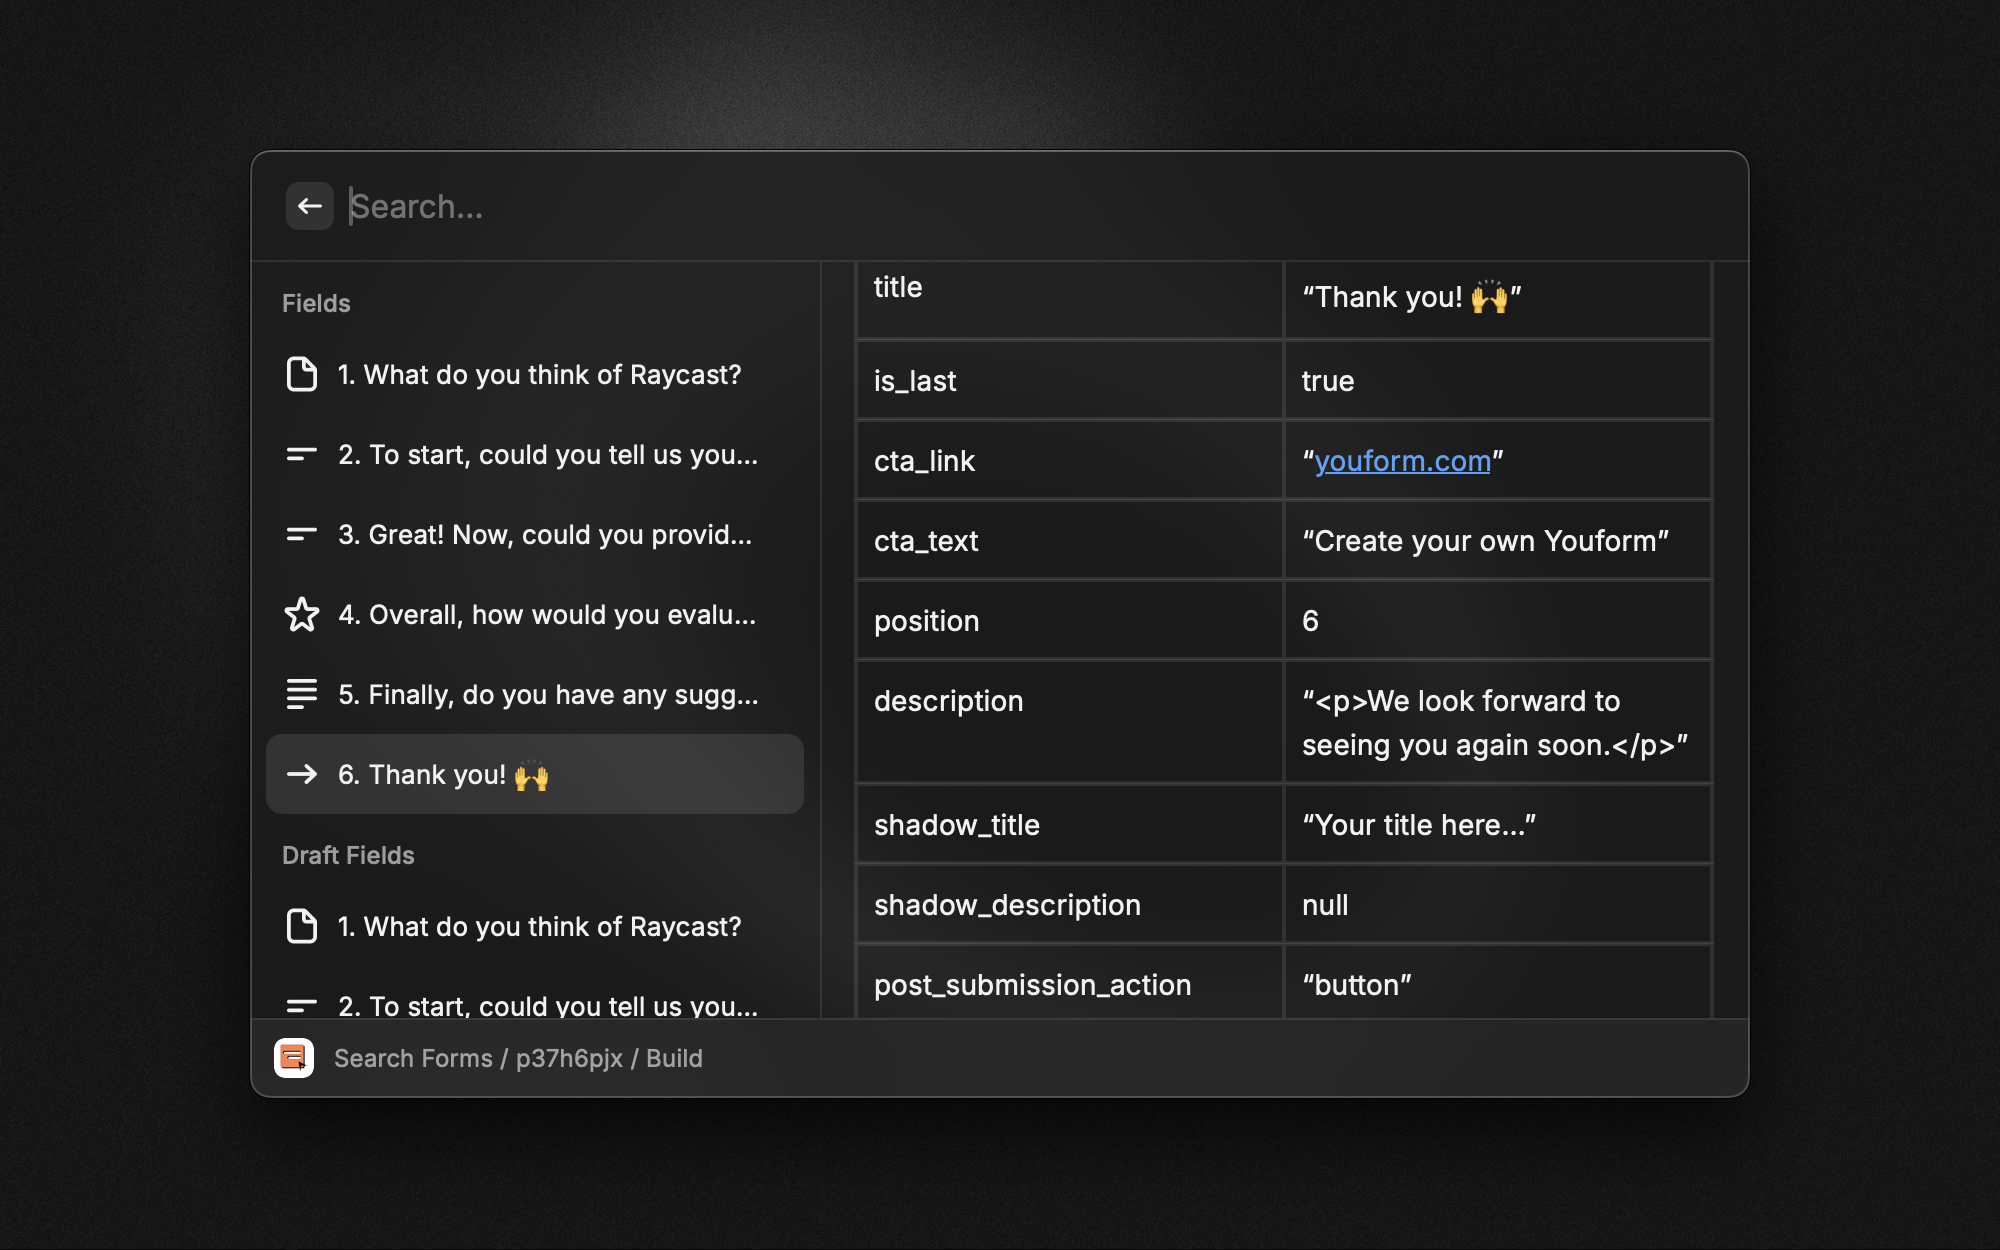 Search...
Fields
1. What do you think of Raycast?
2. To start, could you tell us you...
3. Great! Now, could you provid...
4. Overall, how would you evalu...
5. Finally, do you have any sugg...
6. Thank you! 🙌
Draft Fields
1. What do you think of Raycast?
2. To start, could you tell us you...
title “Thank you! 🙌”
is_last true
cta_link “youform.com”
cta_text “Create your own Youform”
position 6
description “<p>We look forward to
seeing you again soon.</p>”
shadow_title “Your title here...”
shadow_description null
post_submission_action “button”
Search Forms / p37h6pjx / Build